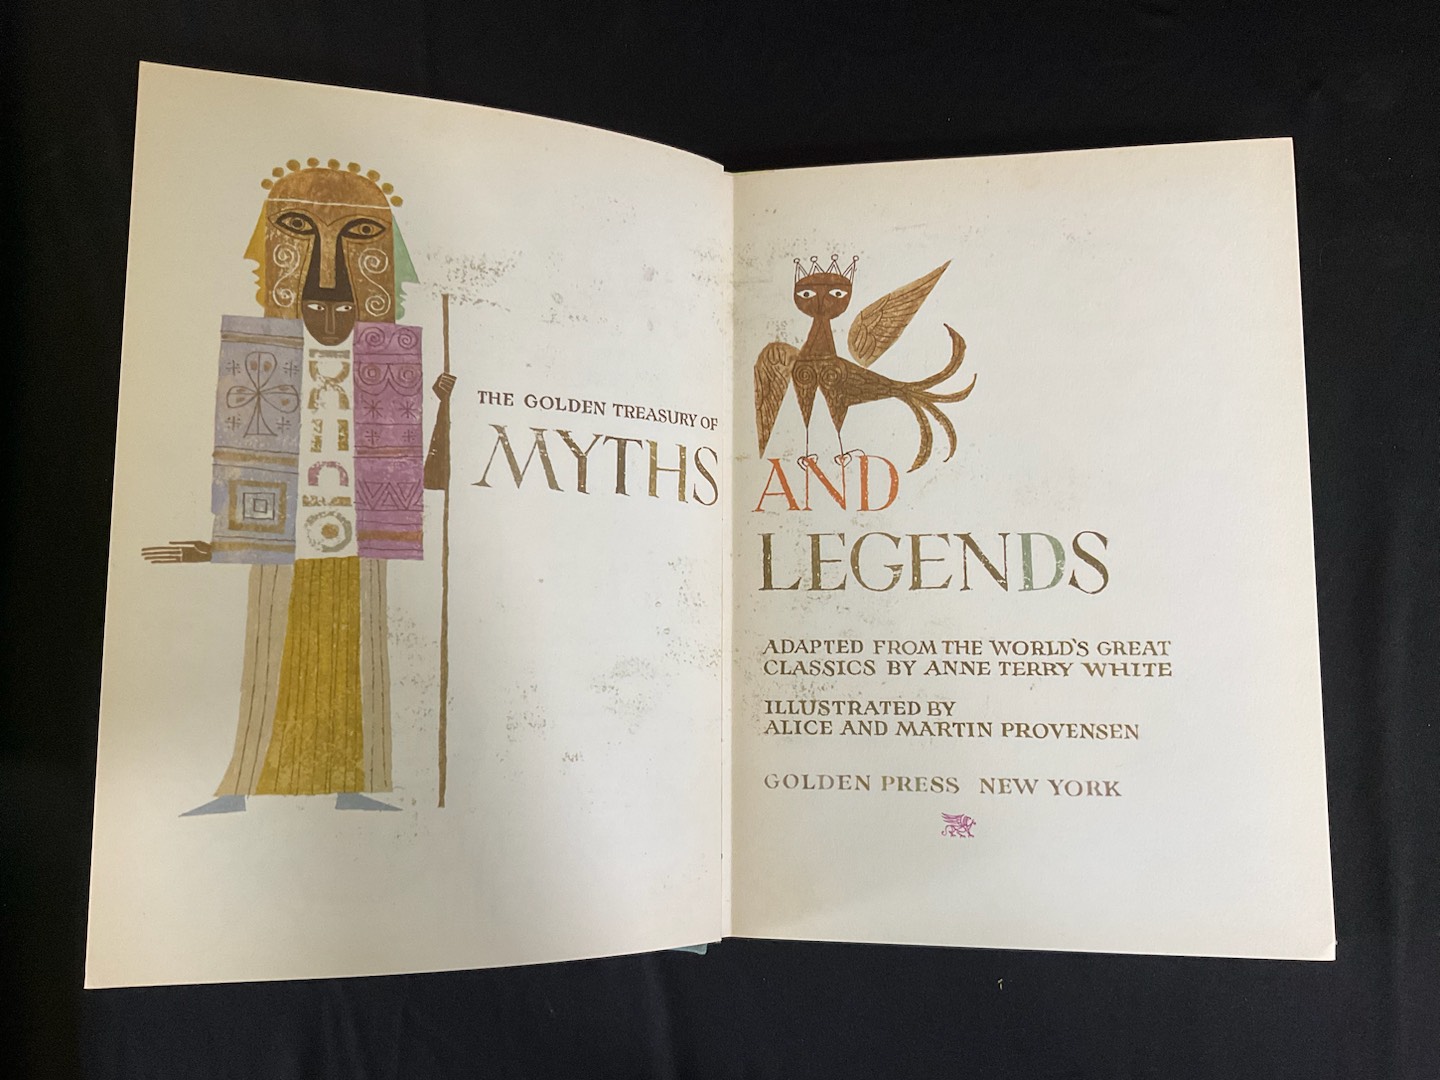 THE GOLDEN TREASURY OF
MYTHS
AND
LEGENDS
ADAPTED FROM THE WORLD'S GREAT
CLASSICS BY ANNE TERRY WHITE
ILLUSTRATED BY
ALICE AND MARTIN PROVENSEN
GOLDEN PRESS NEW YORK